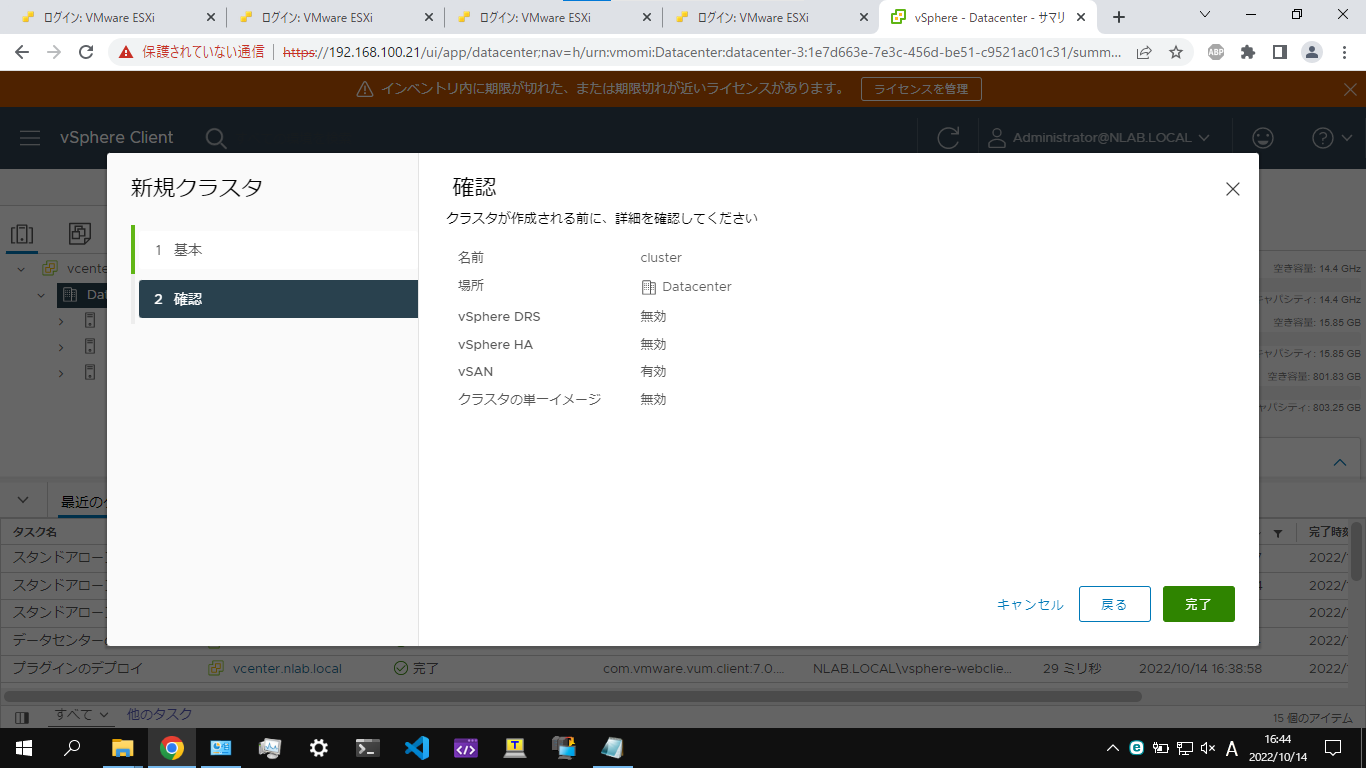 ログイン: VMware ESXi
ログイン: VMware ESXi
ログイン: VMware ESXi
ログイン: VMware ESXi
vSphere - Datacenter - サマリ
保護されていない通信
https://192.168.100.21/ui/app/datacenter;nav=h/urn:vmomi:Datacenter:datacenter-3:1e7d663e-7e3c-456d-be51-c9521ac01c31/summ...
ABP
インベントリ内に期限が切れた、または期限切れが近いライセンスがあります。
ライセンスを管理
vSphere Client
Administrator@NLAB.LOCAL
新規クラスタ
1 基本
2 確認
確認
クラスタが作成される前に、詳細を確認してください
名前 cluster
場所 Datacenter
vSphere DRS 無効
vSphere HA 無効
vSAN 有効
クラスタの単一イメージ 無効
キャンセル
戻る
完了
vcente
Dat
空き容量: 14.4 GHz
キャパシティ: 14.4 GHz
空き容量: 15.85 GB
キャパシティ: 15.85 GB
空き容量: 801.83 GB
キャパシティ: 803.25 GB
最近の
タスク名
完了時刻
スタンドアロー
2022/1
スタンドアロー
2022/1
スタンドアロー
2022/1
データセンターの
2022/1
プラグインのデプロイ vcenter.nlab.local 完了 com.vmware.vum.client:7.0.... NLAB.LOCAL\vsphere-webclie... 29 ミリ秒 2022/10/14 16:38:58 2022/1
すべて 他のタスク
15 個のアイテム
A
16:44
2022/10/14